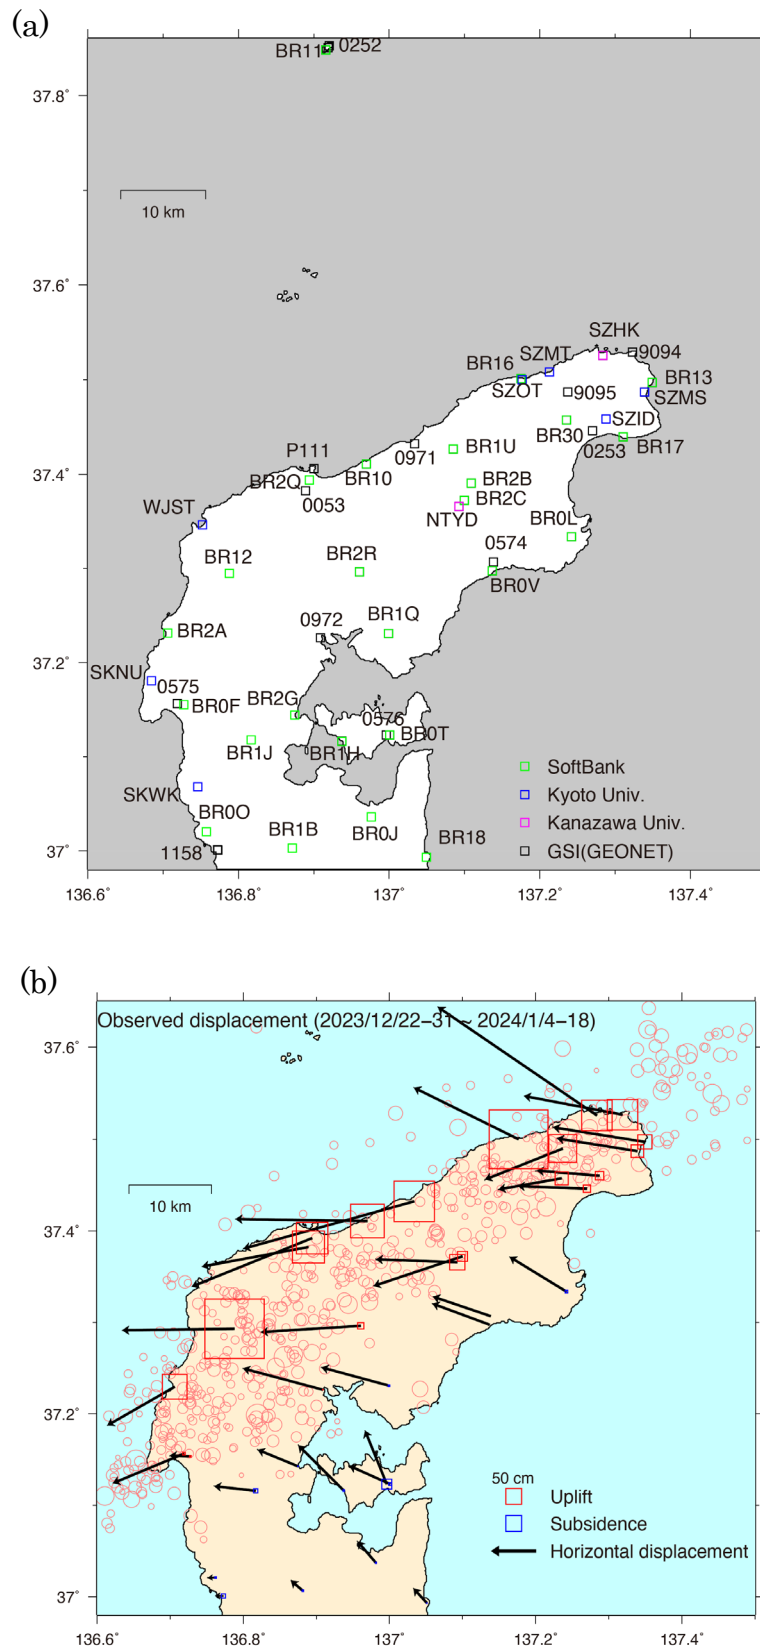 (a)
BR11 0252
37.8°
10 km
37.6°
SZHK
SZMT 9094
BR16 BR13
SZOT 9095 SZMS
SZID
BR30
0253 BR17
37.4°
P111 0971 BR1U
BR2Q BR10
0053 BR2B
BR2C
WJST NTYD BR0L
BR12 BR2R 0574
BR0V
0972 BR1Q
BR2A
37.2°
SKNU 0575
BR0F BR2G
0576
BR0T
BR1J BR1H
SoftBank
SKWK Kyoto Univ.
BR0O Kanazawa Univ.
BR1B BR0J BR18
37° 1158 GSI(GEONET)
136.6° 136.8° 137° 137.2° 137.4°
(b)
Observed displacement (2023/12/22–31 ~ 2024/1/4–18)
37.6°
10 km
37.4°
37.2°
50 cm
Uplift
Subsidence
Horizontal displacement
37°
136.6° 136.8° 137° 137.2° 137.4°